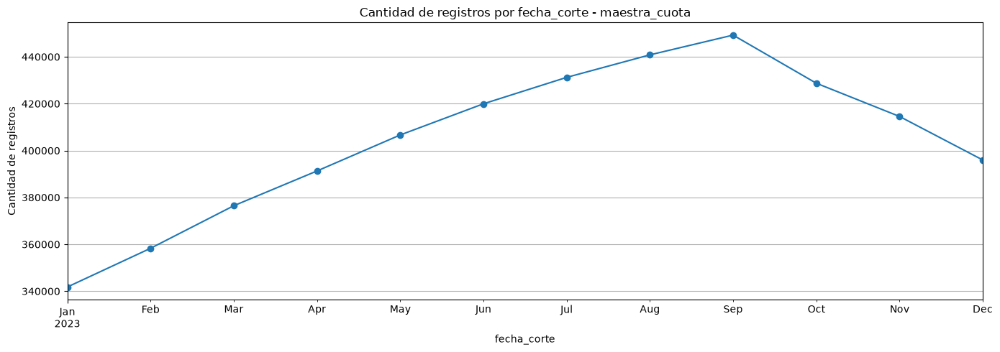 Cantidad de registros por fecha_corte - maestra_cuota
Cantidad de registros
440000
420000
400000
380000
360000
340000
Jan Feb Mar Apr May Jun Jul Aug Sep Oct Nov Dec
2023
fecha_corte